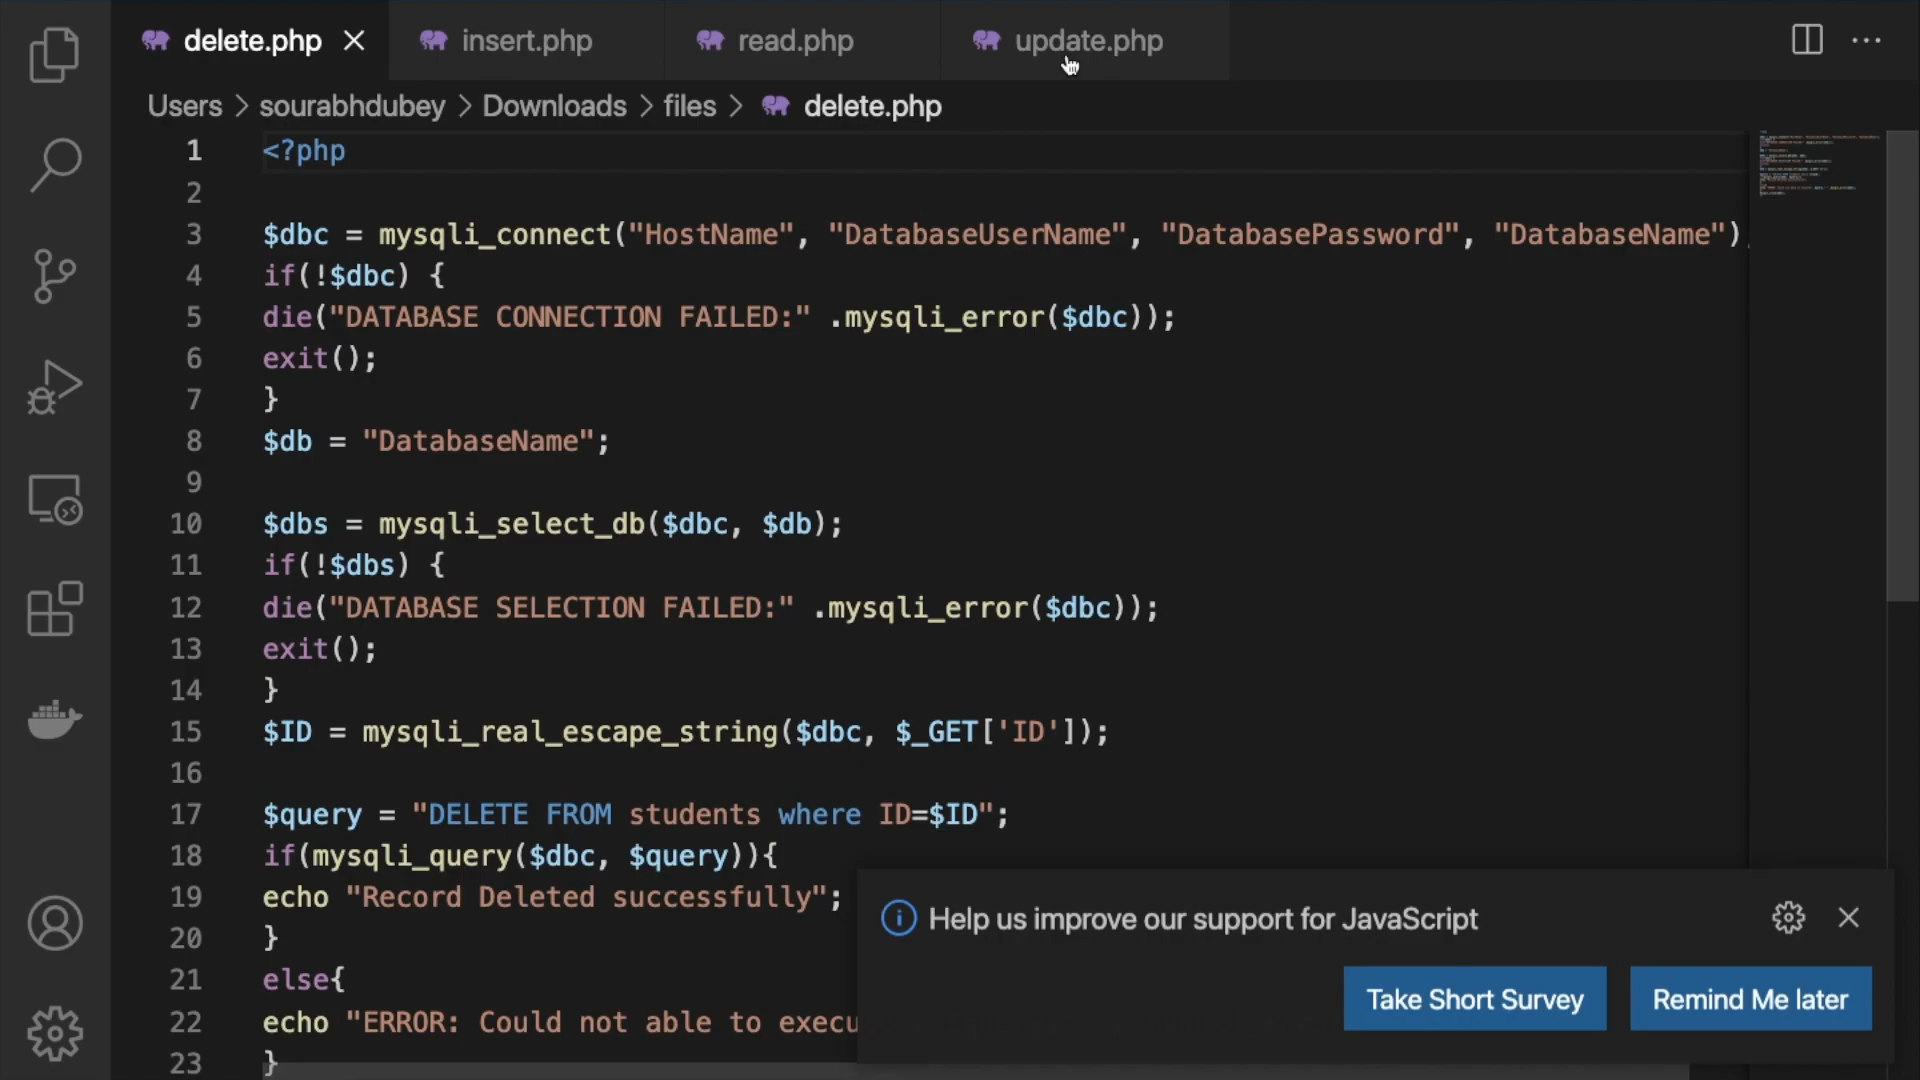 delete.php insert.php read.php update.php
Users > sourabhdubey > Downloads > files > delete.php
1 <?php
2
3 $dbc = mysqli_connect("HostName", "DatabaseUserName", "DatabasePassword", "DatabaseName")
4 if(!$dbc) {
5 die("DATABASE CONNECTION FAILED:" .mysqli_error($dbc));
6 exit();
7 }
8 $db = "DatabaseName";
9
10 $dbs = mysqli_select_db($dbc, $db);
11 if(!$dbs) {
12 die("DATABASE SELECTION FAILED:" .mysqli_error($dbc));
13 exit();
14 }
15 $ID = mysqli_real_escape_string($dbc, $_GET['ID']);
16
17 $query = "DELETE FROM students where ID=$ID";
18 if(mysqli_query($dbc, $query)){
19 echo "Record Deleted successfully";
20 }
21 else{
22 echo "ERROR: Could not able to execu
23 }
Help us improve our support for JavaScript
Take Short Survey Remind Me later